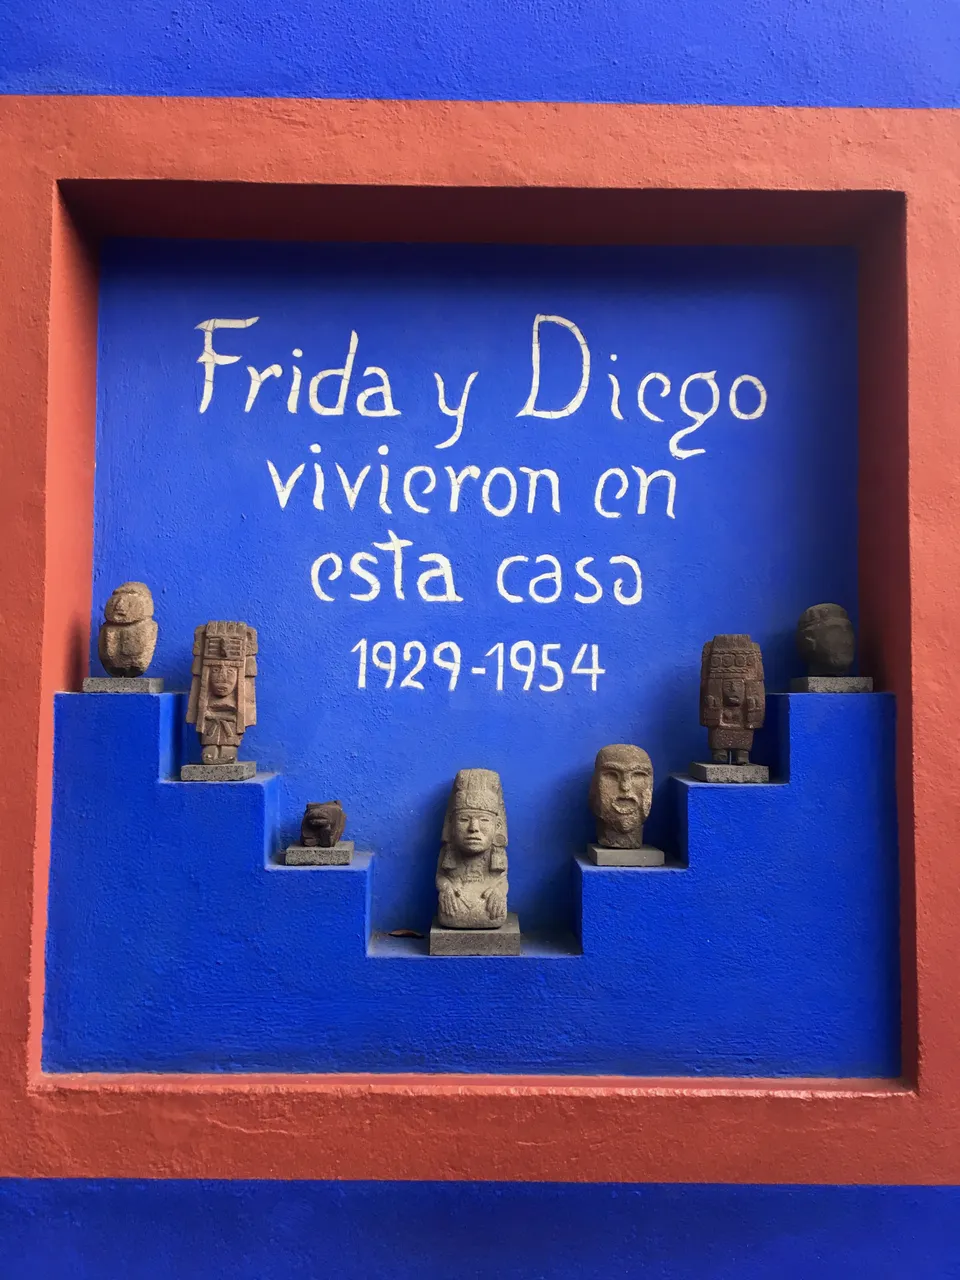 Frida y Diego
vivieron en
esta casa
1929-1954